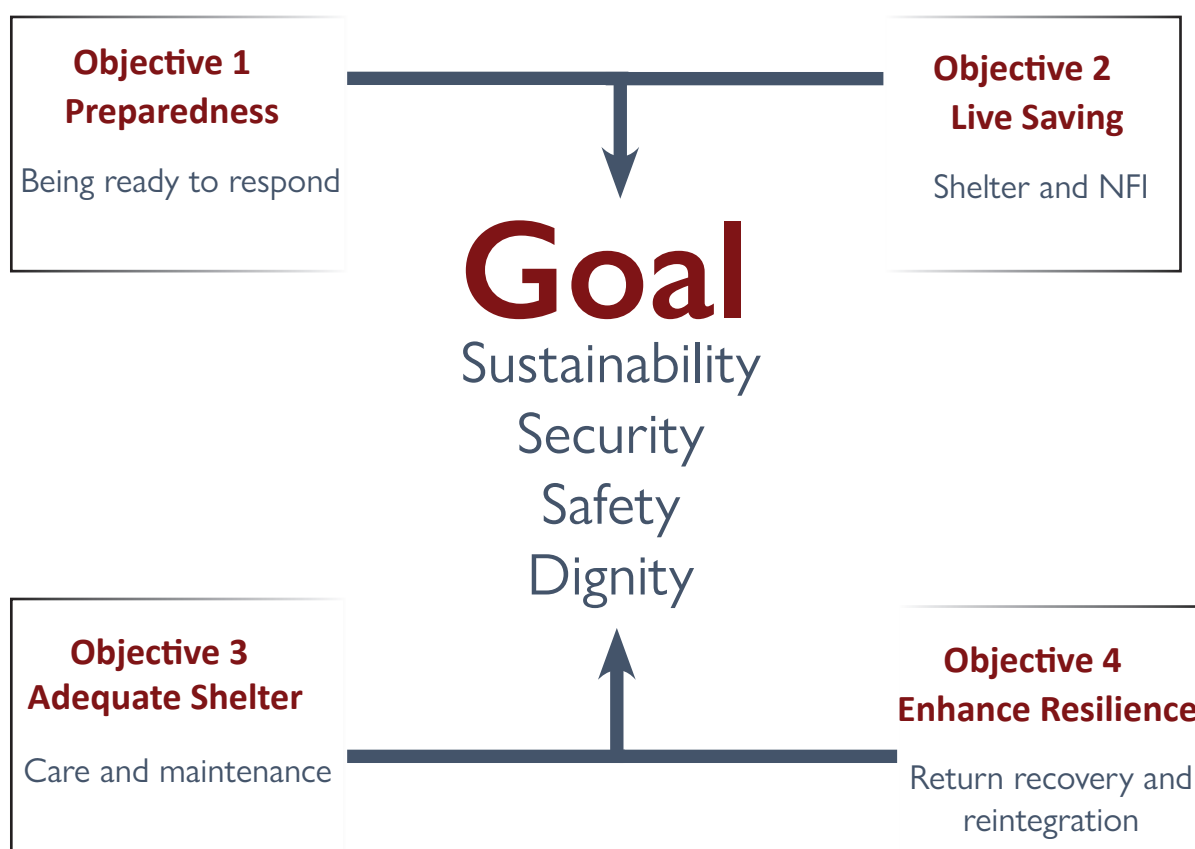 Objective 1
Preparedness
Being ready to respond
Objective 2
Live Saving
Shelter and NFI
Goal
Sustainability
Security
Safety
Dignity
Objective 3
Adequate Shelter
Care and maintenance
Objective 4
Enhance Resilience
Return recovery and
reintegration